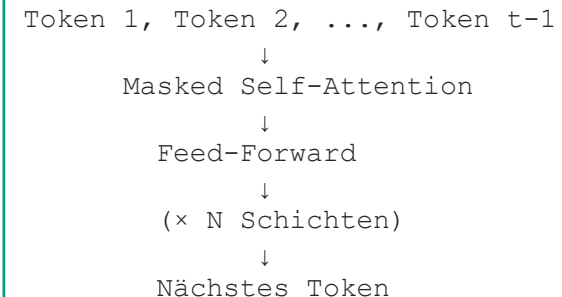 Token 1, Token 2, ..., Token t-1
↓
Masked Self-Attention
↓
Feed-Forward
↓
(× N Schichten)
↓
Nächstes Token